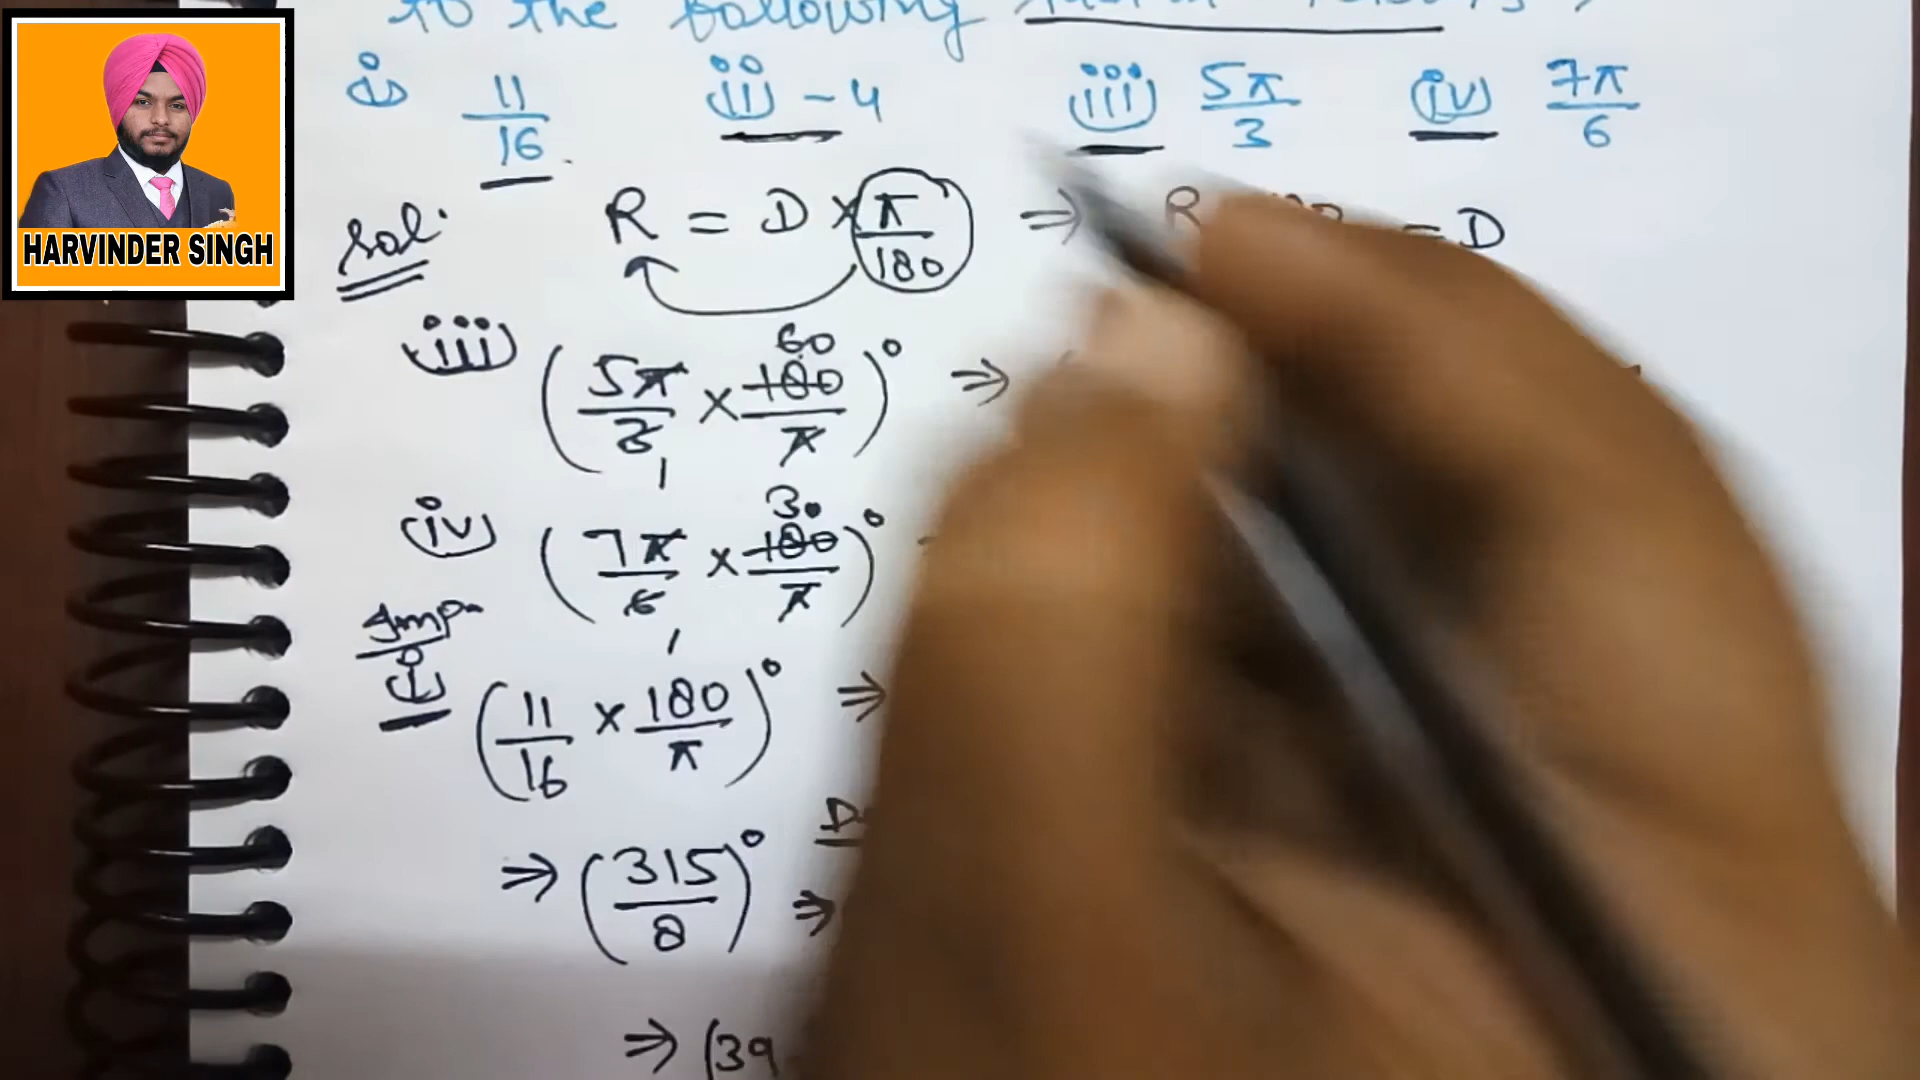 to the following
(i) 11/16 (ii) -4 (iii) 5π/3 (iv) 7π/6
HARVINDER SINGH
Sol. R = D × π/180 ⇒ R = D
(iii) (5π/3 × 180/π)° ⇒
60
1
(iv) (7π/6 × 180/π)°
30
1
Imp.
(i) (11/16 × 180/π)° ⇒
⇒ (315/8)° ⇒
⇒ (39